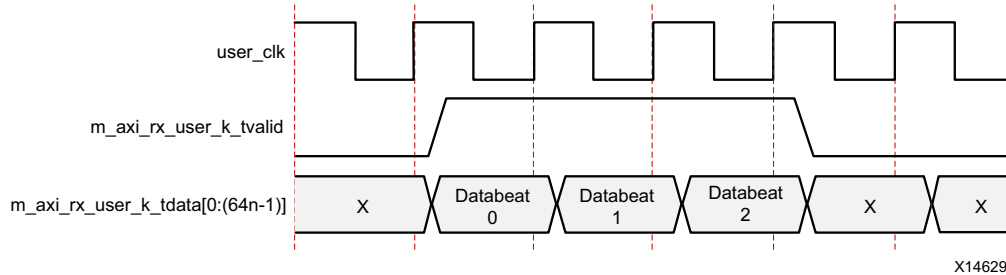 user_clk
m_axi_rx_user_k_tvalid
m_axi_rx_user_k_tdata[0:(64n-1)]
X
Databeat
0
Databeat
1
Databeat
2
X
X
X14629